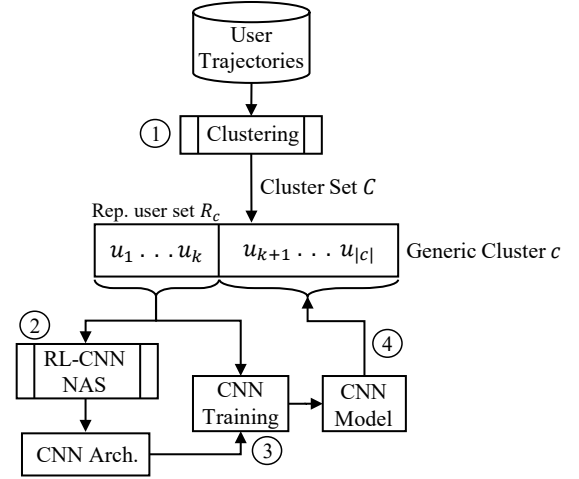 User
Trajectories
1
Clustering
Cluster Set C
Rep. user set R_c
u_1 . . . u_k
u_{k+1} . . . u_{|c|}
Generic Cluster c
2
RL-CNN
NAS
4
CNN
Training
CNN
Model
CNN Arch.
3